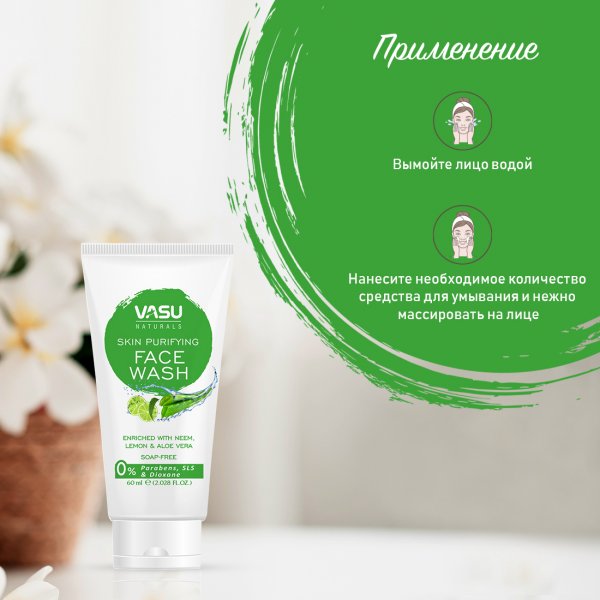 Применение
Вымойте лицо водой
Нанесите необходимое количество
средства для умывания и нежно
массировать на лице
VASU
NATURALS
SKIN PURIFYING
FACE
WASH
ENRICHED WITH NEEM,
LEMON & ALOE VERA
SOAP-FREE
0% Parabens, SLS
& Dioxane
60 ml ℮ (2.028 FL.OZ.)